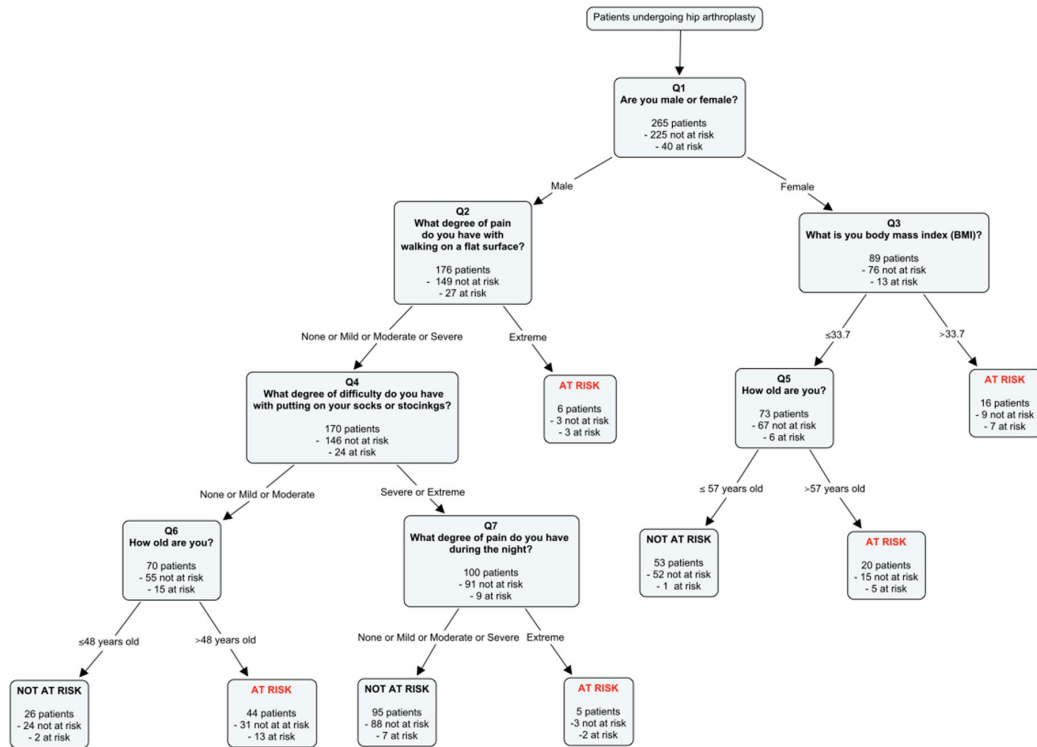 Patients undergoing hip arthroplasty
Q1
Are you male or female?
265 patients
- 225 not at risk
- 40 at risk
Male
Female
Q2
What degree of pain
do you have with
walking on a flat surface?
176 patients
- 149 not at risk
- 27 at risk
Q3
What is you body mass index (BMI)?
89 patients
- 76 not at risk
- 13 at risk
None or Mild or Moderate or Severe
Extreme
≤33.7
>33.7
Q4
What degree of difficulty do you have
with putting on your socks or stocinkgs?
170 patients
- 146 not at risk
- 24 at risk
AT RISK
6 patients
- 3 not at risk
- 3 at risk
Q5
How old are you?
73 patients
- 67 not at risk
- 6 at risk
AT RISK
16 patients
- 9 not at risk
- 7 at risk
None or Mild or Moderate
Severe or Extreme
≤ 57 years old
>57 years old
Q6
How old are you?
70 patients
- 55 not at risk
- 15 at risk
Q7
What degree of pain do you have
during the night?
100 patients
- 91 not at risk
- 9 at risk
NOT AT RISK
53 patients
- 52 not at risk
- 1 at risk
AT RISK
20 patients
- 15 not at risk
- 5 at risk
≤48 years old
>48 years old
None or Mild or Moderate or Severe
Extreme
NOT AT RISK
26 patients
- 24 not at risk
- 2 at risk
AT RISK
44 patients
- 31 not at at risk
- 13 at risk
NOT AT RISK
95 patients
- 88 not at risk
- 7 at risk
AT RISK
5 patients
-3 not at risk
-2 at risk